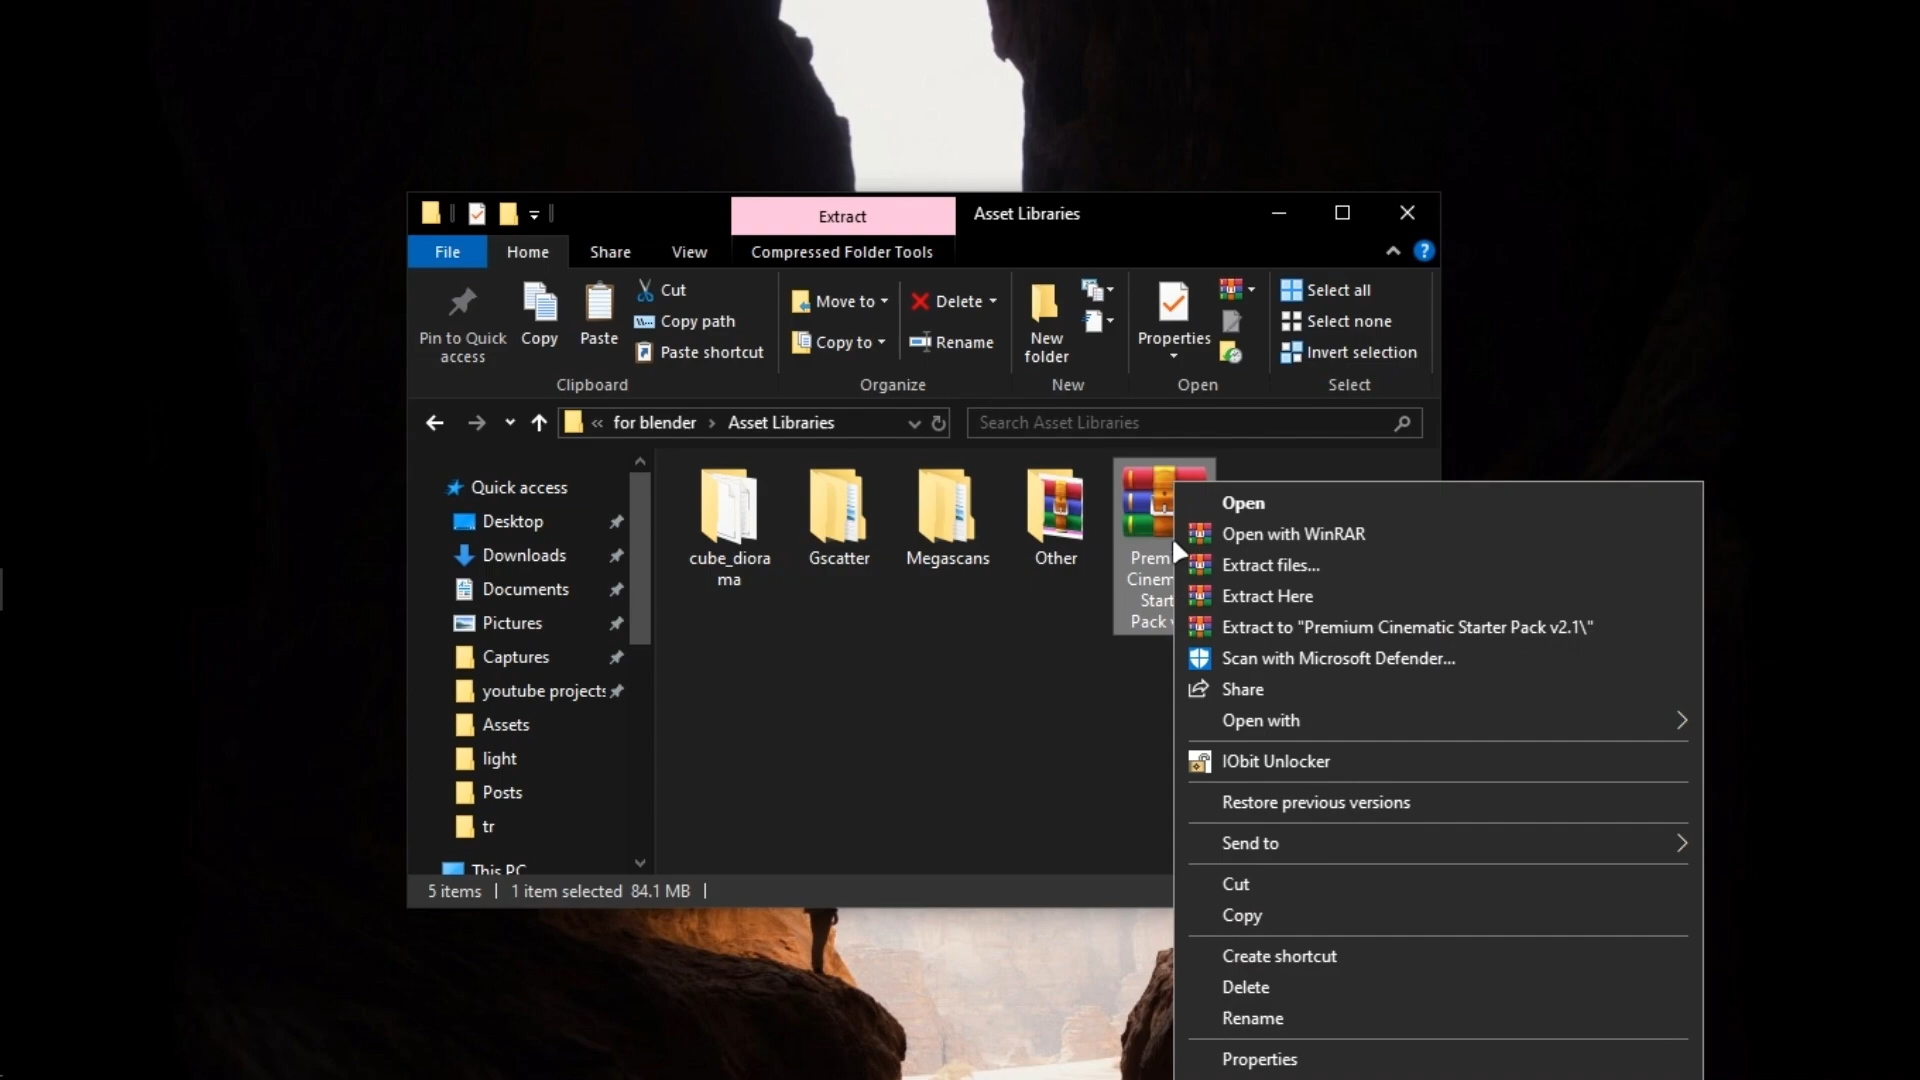 Extract
Asset Libraries
File
Home
Share
View
Compressed Folder Tools
?
Pin to Quick
access
Copy
Paste
Cut
Copy path
Paste shortcut
Clipboard
Move to
Copy to
Delete
Rename
Organize
New
folder
New
Properties
Open
Select all
Select none
Invert selection
Select
« for blender > Asset Libraries
Search Asset Libraries
Quick access
Desktop
Downloads
Documents
Pictures
Captures
youtube projects
Assets
light
Posts
tr
This PC
cube_diora
ma
Gscatter
Megascans
Other
Prem
Cinem
Start
Pack
5 items
1 item selected 84.1 MB
Open
Open with WinRAR
Extract files...
Extract Here
Extract to "Premium Cinematic Starter Pack v2.1\"
Scan with Microsoft Defender...
Share
Open with
IObit Unlocker
Restore previous versions
Send to
Cut
Copy
Create shortcut
Delete
Rename
Properties